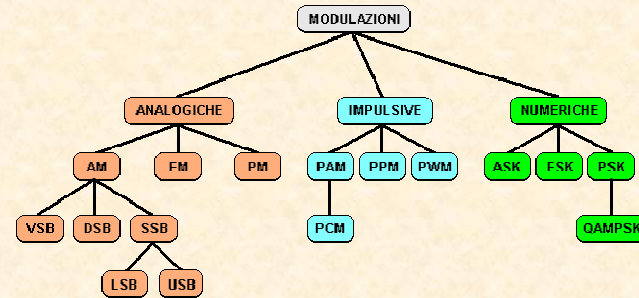 MODULAZIONI
ANALOGICHE IMPULSIVE NUMERICHE
AM FM PM PAM PPM PWM ASK FSK PSK
VSB DSB SSB PCM QAMPSK
LSB USB